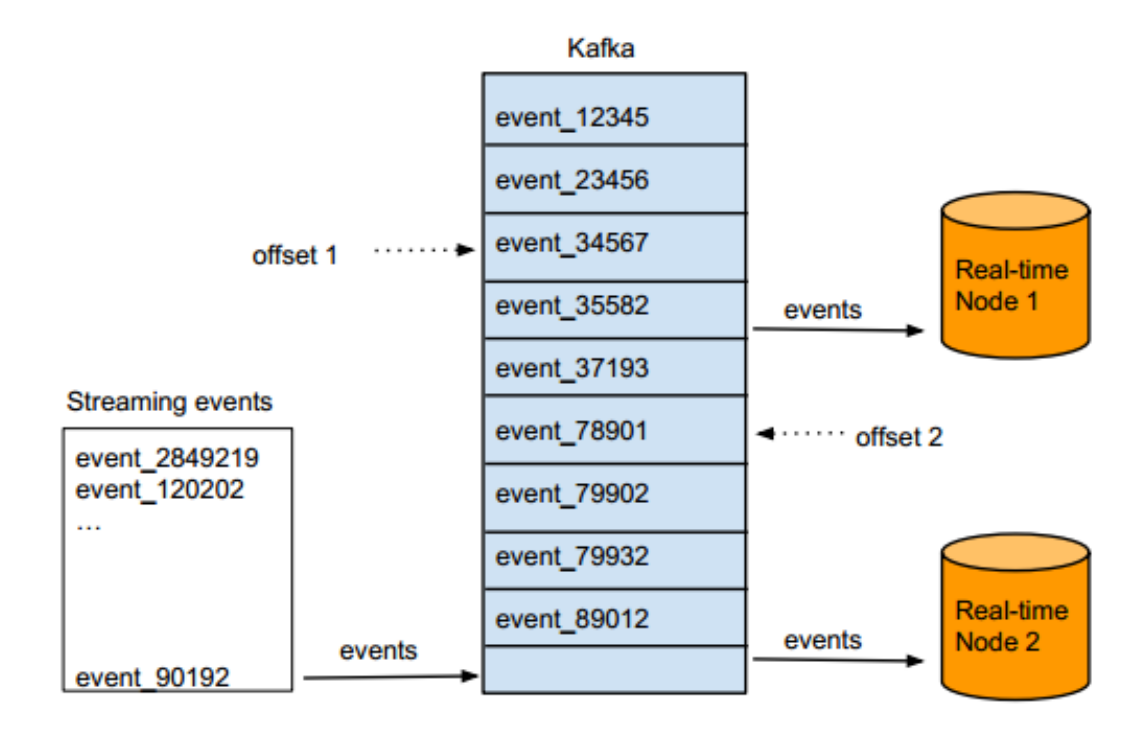 Kafka
event_12345
event_23456
offset 1
event_34567
Real-time
Node 1
event_35582
events
event_37193
Streaming events
event_78901
offset 2
event_2849219
event_120202
...
event_79902
event_79932
event_89012
Real-time
Node 2
events
events
event_90192